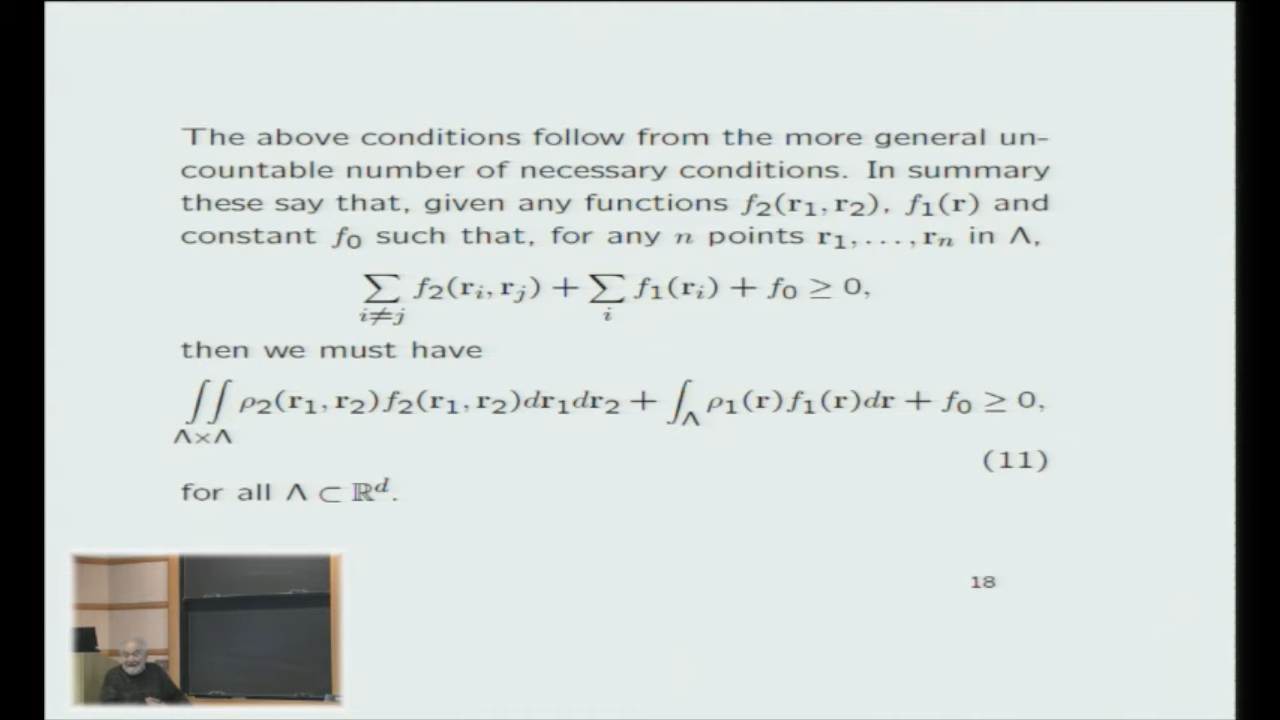 The above conditions follow from the more general un-
countable number of necessary conditions. In summary
these say that, given any functions f₂(r₁, r₂), f₁(r) and
constant f₀ such that, for any n points r₁, . . . , rₙ in Λ,
∑_{i≠j} f₂(rᵢ, rⱼ) + ∑_i f₁(rᵢ) + f₀ ≥ 0,
then we must have
∬_{Λ×Λ} ρ₂(r₁, r₂)f₂(r₁, r₂)dr₁dr₂ + ∫_Λ ρ₁(r)f₁(r)dr + f₀ ≥ 0,
(11)
for all Λ ⊂ ℝᵈ.
18